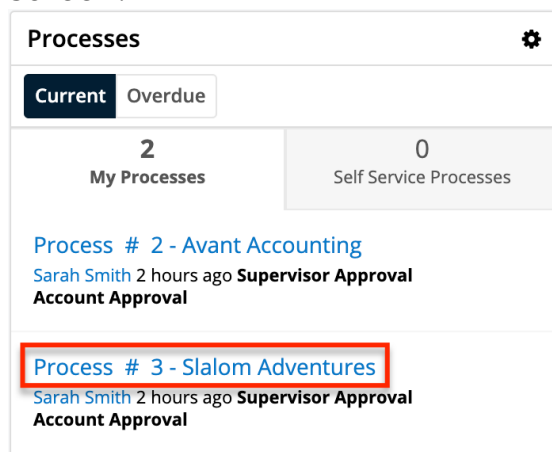 Processes
Current Overdue
2 0
My Processes Self Service Processes
Process # 2 - Avant Accounting
Sarah Smith 2 hours ago Supervisor Approval
Account Approval
Process # 3 - Slalom Adventures
Sarah Smith 2 hours ago Supervisor Approval
Account Approval